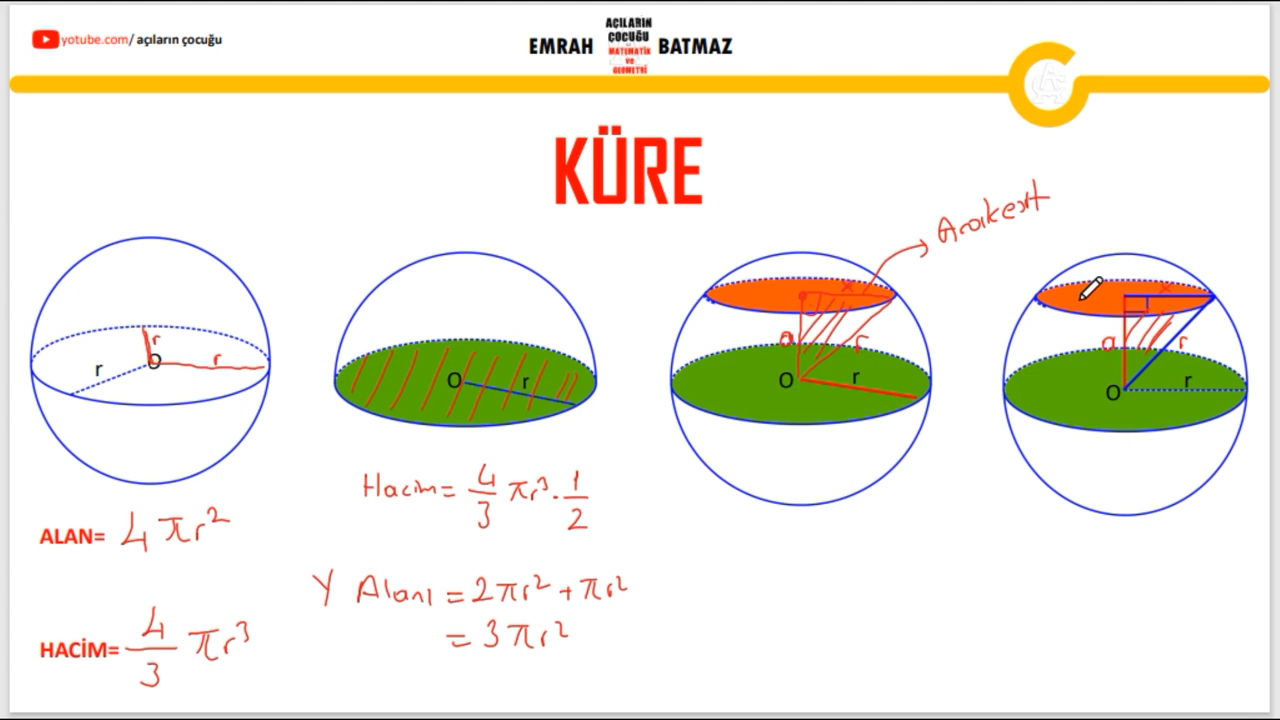 yotube.com/ açıların çocuğu
EMRAH
AÇILARIN
ÇOCUĞU
MATEMATİK
ve
GEOMETRİ
BATMAZ
KÜRE
Arakesit
r
O
r
r
O
r
x
a
r
O
r
x
a
r
O
r
ALAN= 4πr²
HACİM= 4/3 πr³
Hacim = 4/3 πr³ · 1/2
Y Alanı = 2πr² + πr²
= 3πr²